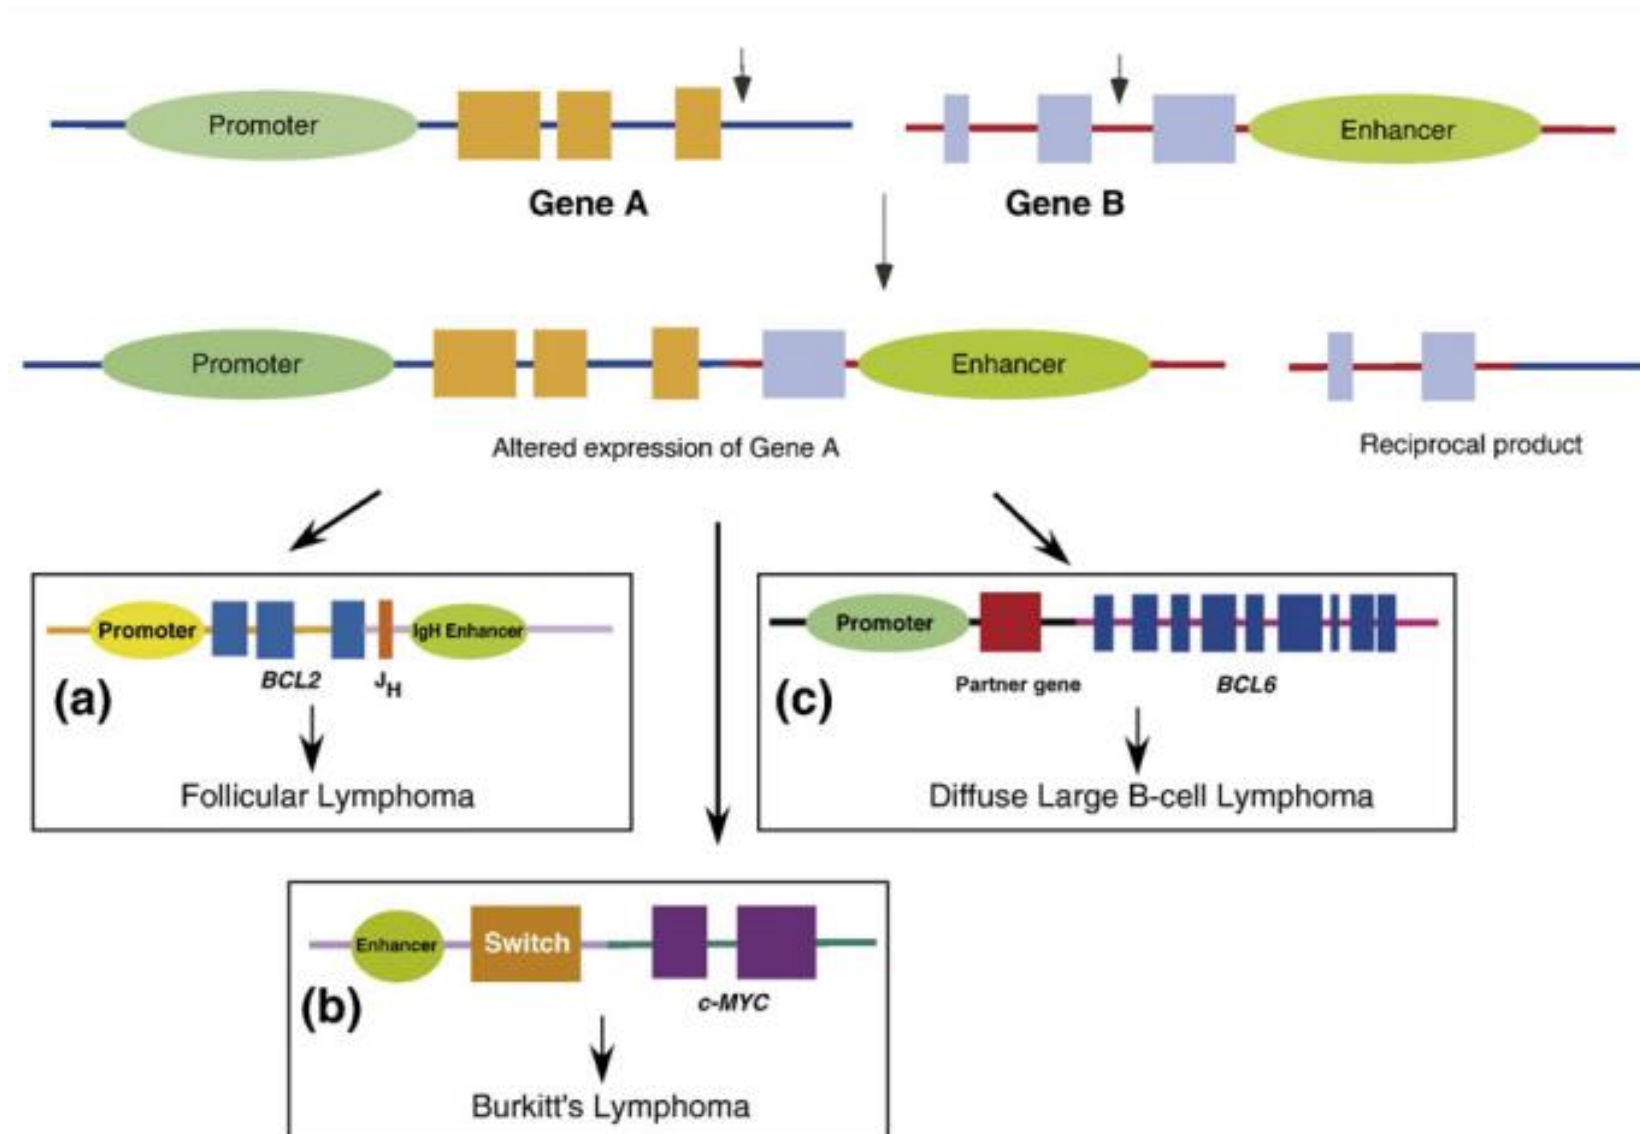 Promoter
Enhancer
Gene A
Gene B
Promoter
Enhancer
Altered expression of Gene A
Reciprocal product
Promoter
IgH Enhancer
BCL2
JH
(a)
Follicular Lymphoma
Promoter
Partner gene
BCL6
(c)
Diffuse Large B-cell Lymphoma
Enhancer
Switch
c-MYC
(b)
Burkitt's Lymphoma